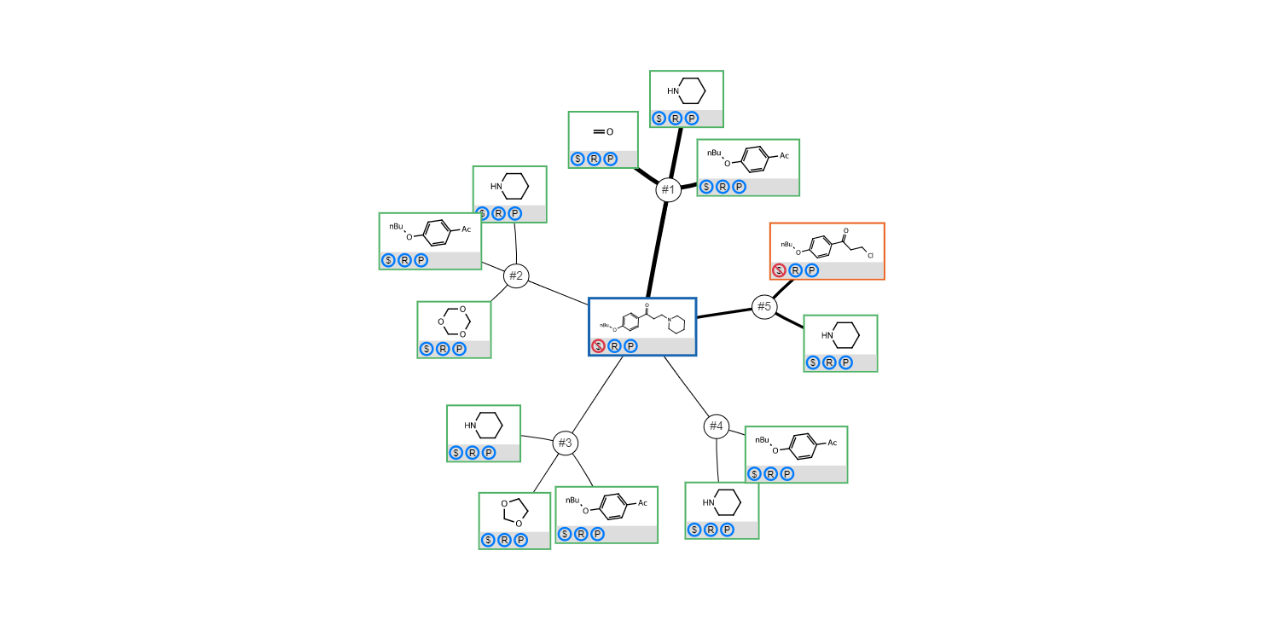 HN
$ R P
O
$ R P
nBu O Ac
$ R P
#1
HN
$ R P
nBu O Ac
$ R P
#2
O O O
$ R P
nBu O O Cl
$ R P
#5
HN
$ R P
O nBu O N
$ R P
HN
$ R P
#3
O O
$ R P
nBu O Ac
$ R P
#4
nBu O Ac
$ R P
HN
$ R P